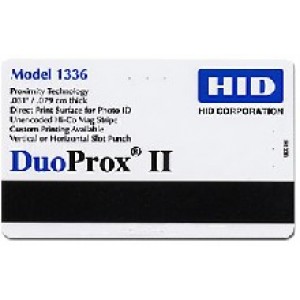 Model 1336
Proximity Technology
.031" / .079 cm thick
Direct Print Surface for Photo ID
Unencoded Hi-Co Mag Stripe
Custom Printing Available
Vertical or Horizontal Slot Punch
HID
HID CORPORATION
DuoProx® II